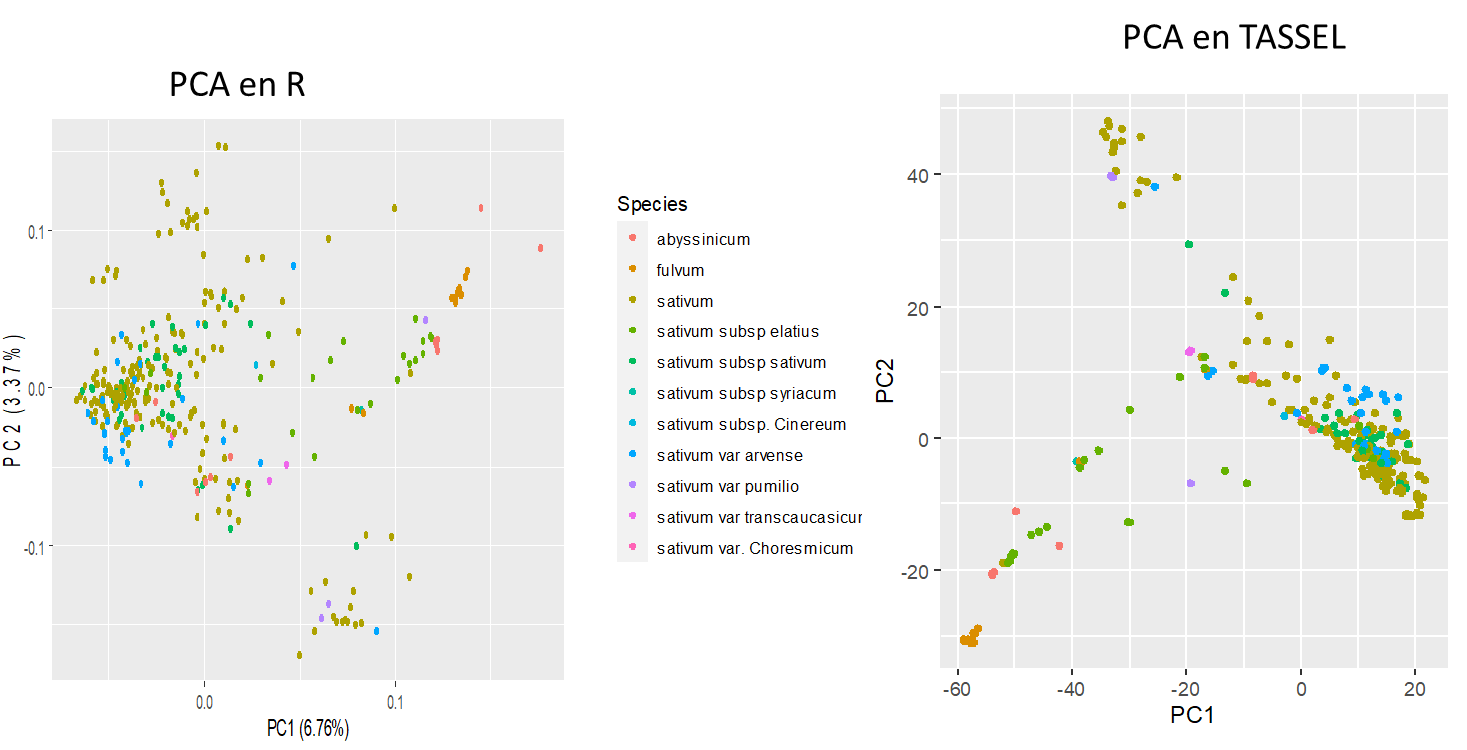 PCA en R
PCA en TASSEL
0.1
0.0
-0.1
PC 2 (3.37%)
0.0
0.1
PC1 (6.76%)
Species
abyssinicum
fulvum
sativum
sativum subsp elatius
sativum subsp sativum
sativum subsp syriacum
sativum subsp. Cinereum
sativum var arvense
sativum var pumilio
sativum var transcaucasicur
sativum var. Choresmicum
40
20
0
-20
PC2
-60
-40
-20
0
20
PC1